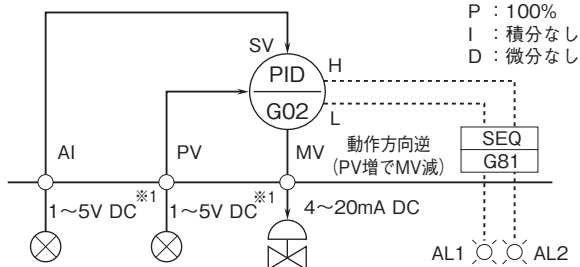 P：100%
I：積分なし
D：微分なし
SV
PID
G02
H
L
AI
PV
MV
動作方向逆
（PV増でMV減）
SEQ
G81
1～5V DC※1
1～5V DC※1
4～20mA DC
AL1
AL2